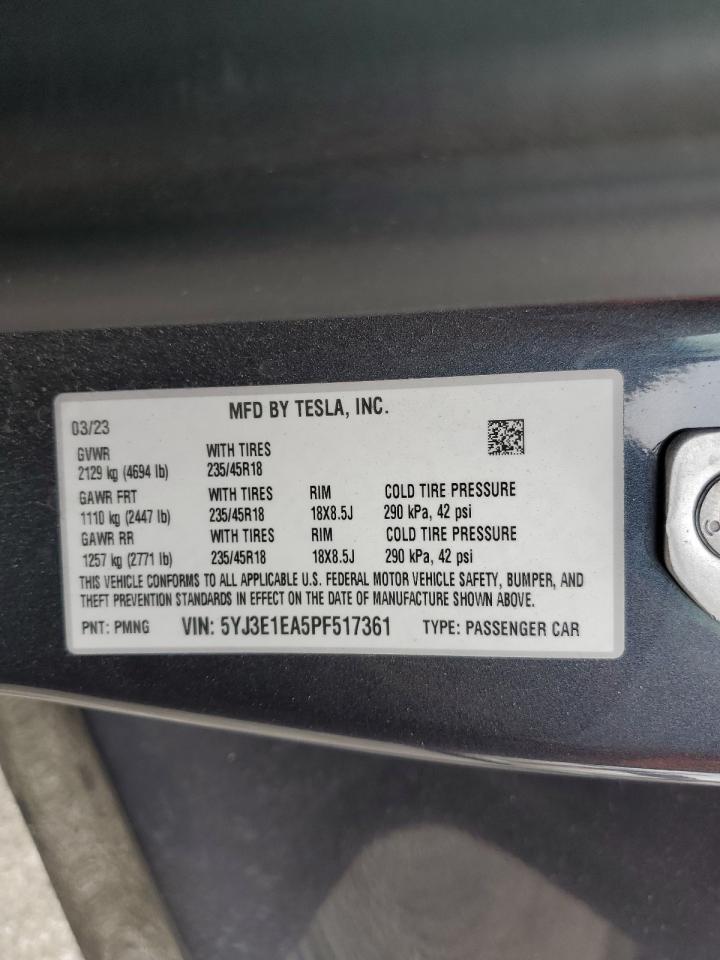 MFD BY TESLA, INC.
03/23
GVWR WITH TIRES
2129 kg (4694 lb) 235/45R18
GAWR FRT WITH TIRES RIM COLD TIRE PRESSURE
1110 kg (2447 lb) 235/45R18 18X8.5J 290 kPa, 42 psi
GAWR RR WITH TIRES RIM COLD TIRE PRESSURE
1257 kg (2771 lb) 235/45R18 18X8.5J 290 kPa, 42 psi
THIS VEHICLE CONFORMS TO ALL APPLICABLE U.S. FEDERAL MOTOR VEHICLE SAFETY, BUMPER, AND
THEFT PREVENTION STANDARDS IN EFFECT ON THE DATE OF MANUFACTURE SHOWN ABOVE.
PNT: PMNG VIN: 5YJ3E1EA5PF517361 TYPE: PASSENGER CAR